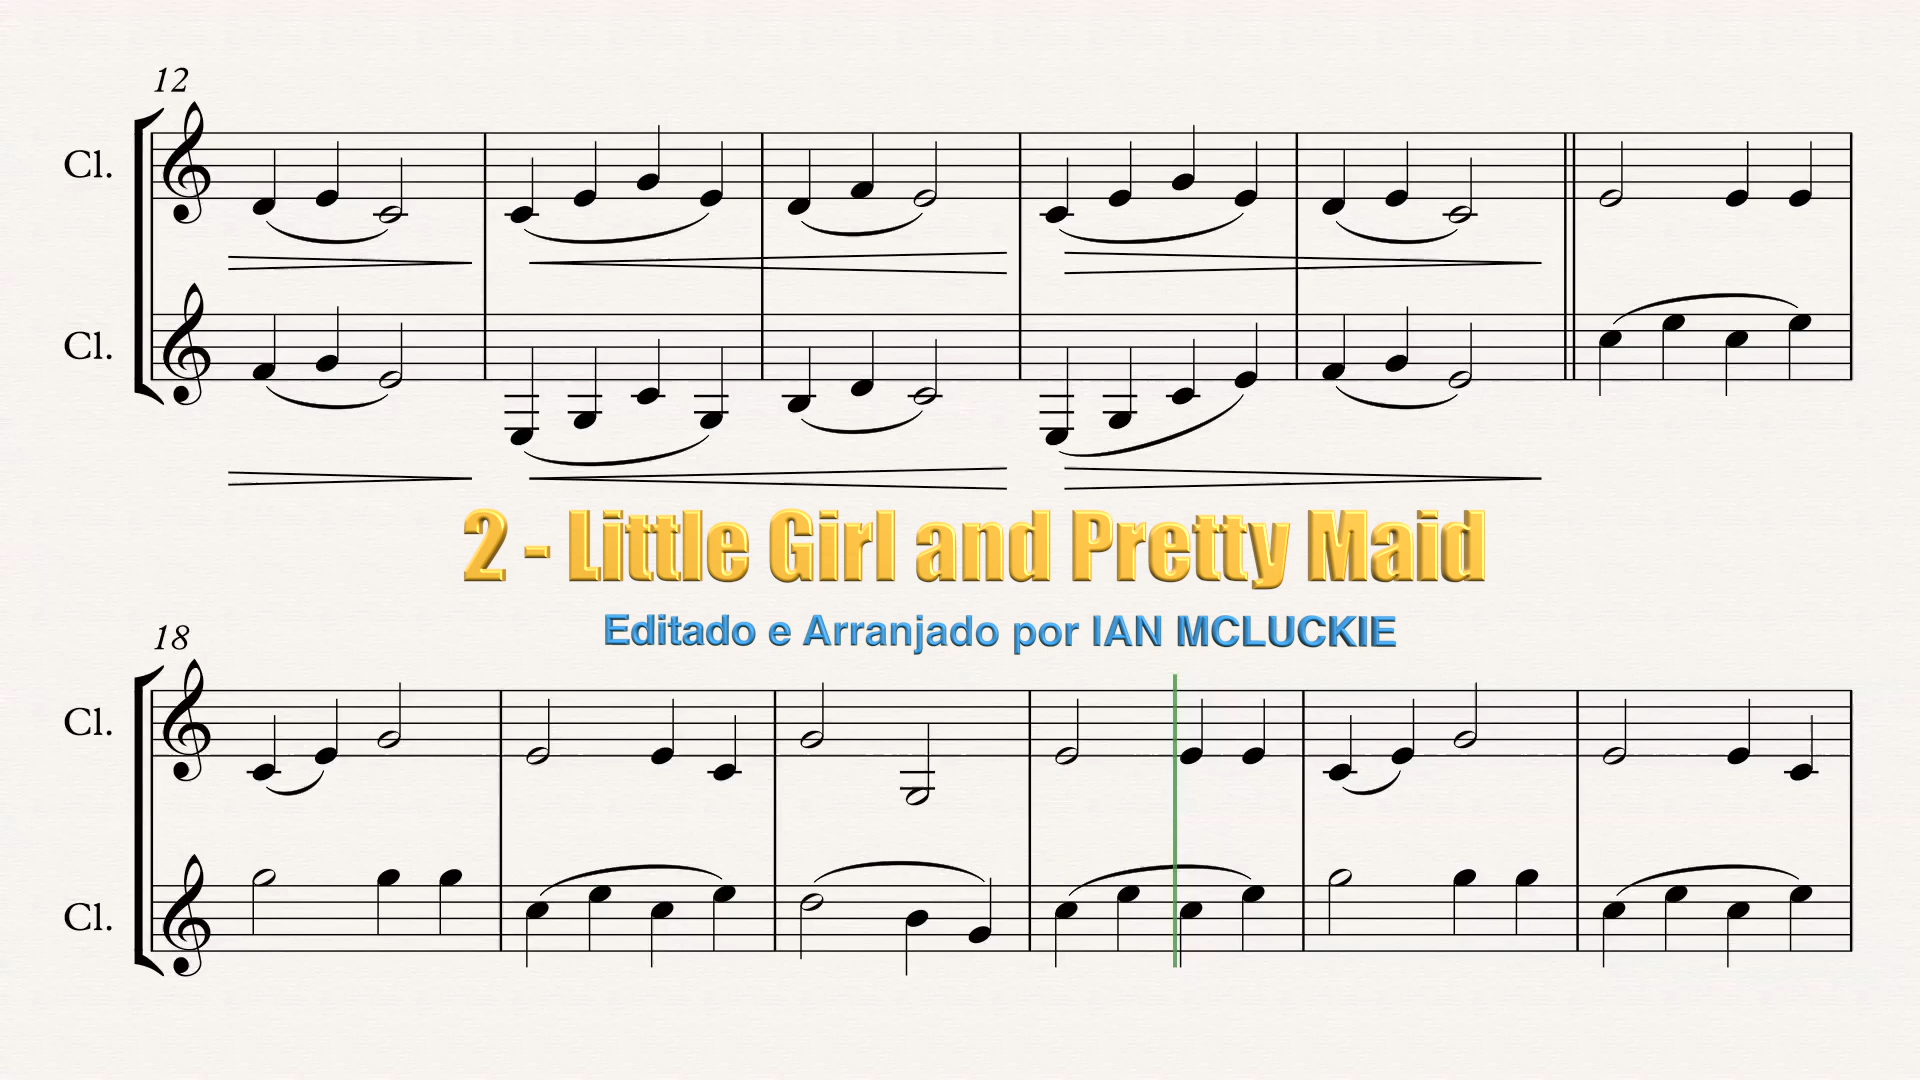 12
Cl.
Cl.
2 - Little Girl and Pretty Maid
Editado e Arranjado por IAN MCLUCKIE
18
Cl.
Cl.